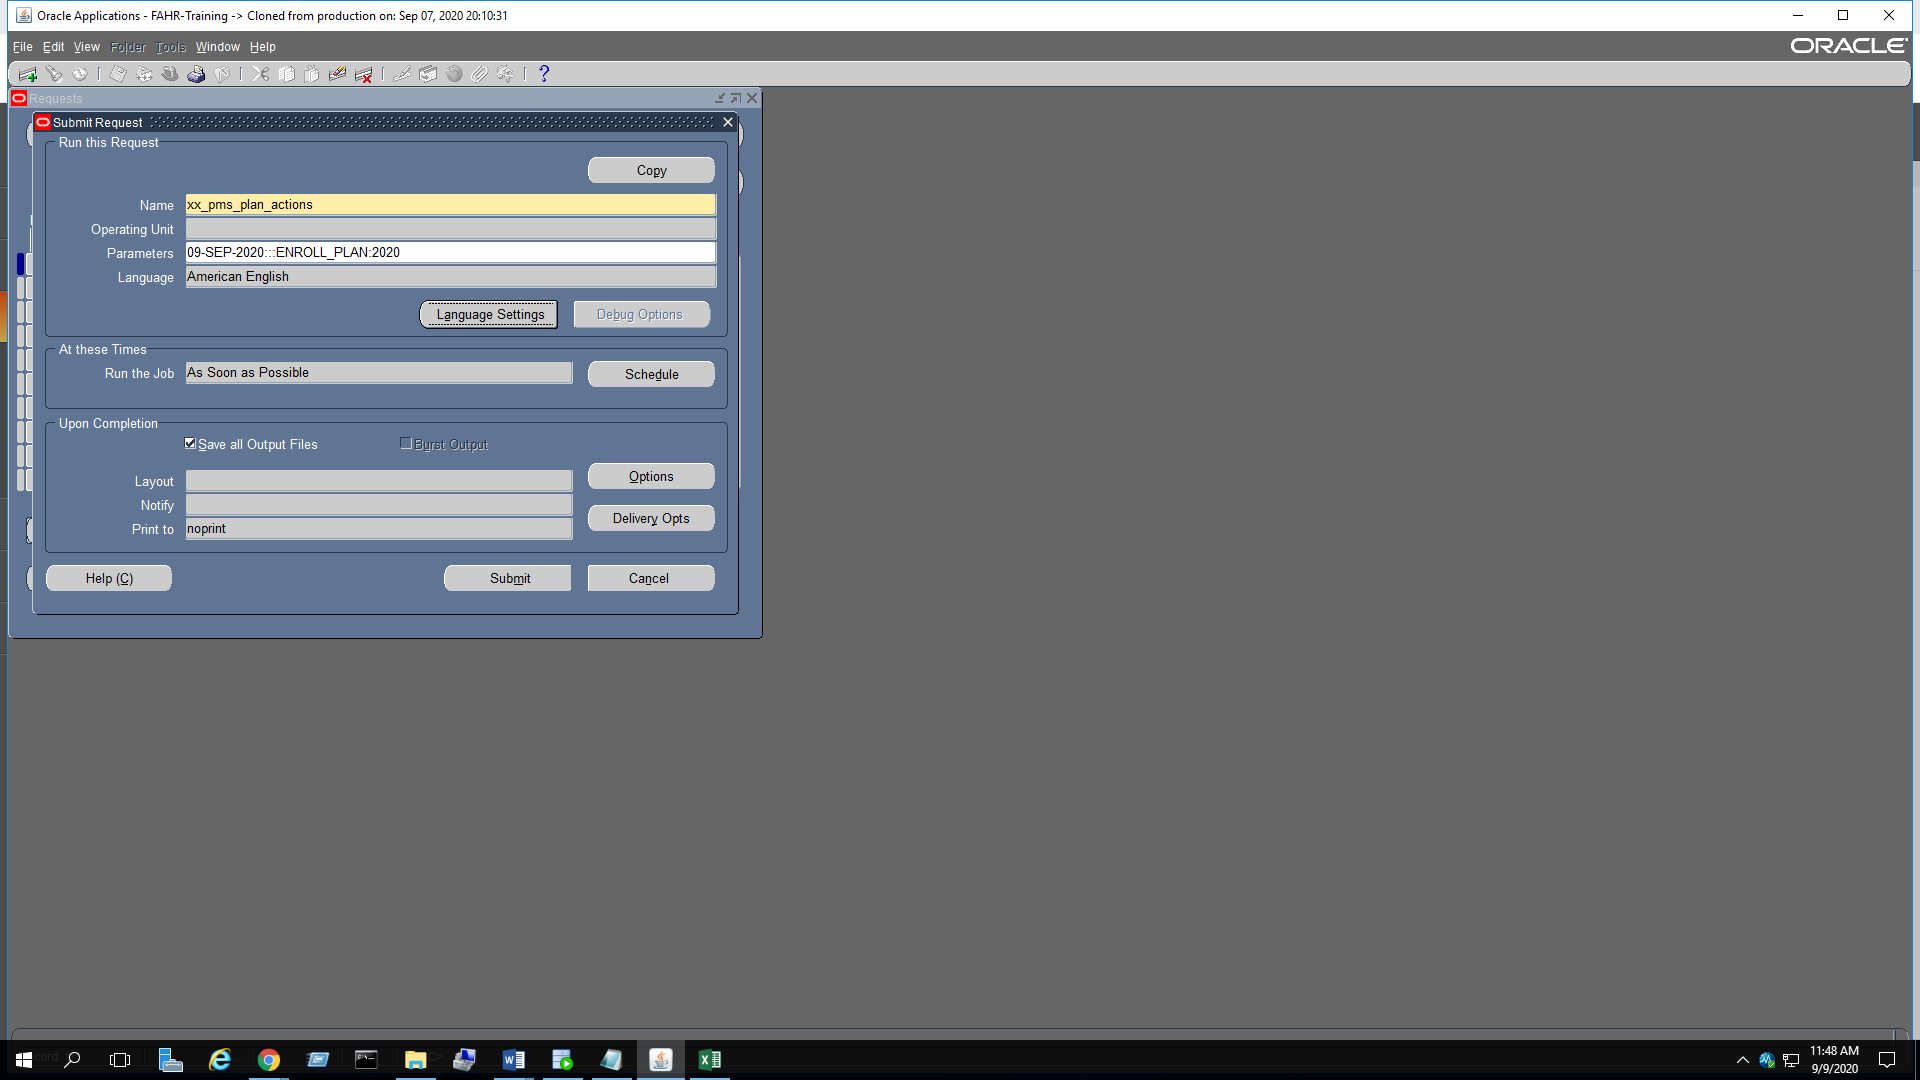 Oracle Applications - FAHR-Training -> Cloned from production on: Sep 07, 2020 20:10:31
File Edit View Folder Tools Window Help
ORACLE
Requests
Submit Request
Run this Request
Copy
Name xx_pms_plan_actions
Operating Unit
Parameters 09-SEP-2020:::ENROLL_PLAN:2020
Language American English
Language Settings Debug Options
At these Times
Run the Job As Soon as Possible Schedule
Upon Completion
Save all Output Files Burst Output
Layout
Options
Notify
Delivery Opts
Print to noprint
Help (C) Submit Cancel
11:48 AM
9/9/2020